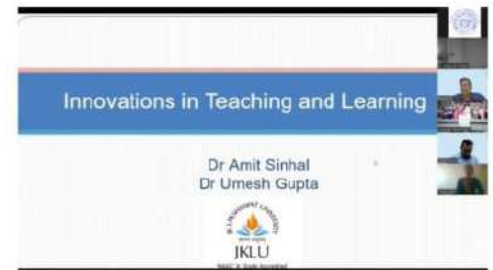 Innovations in Teaching and Learning
Dr Amit Sinhal
Dr Umesh Gupta
JKLU